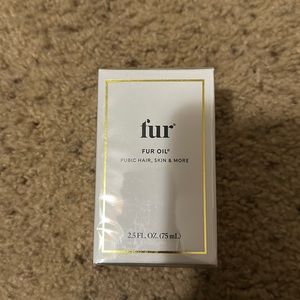 fur®
FUR OIL®
PUBIC HAIR, SKIN & MORE
2.5 FL. OZ. (75 mL)